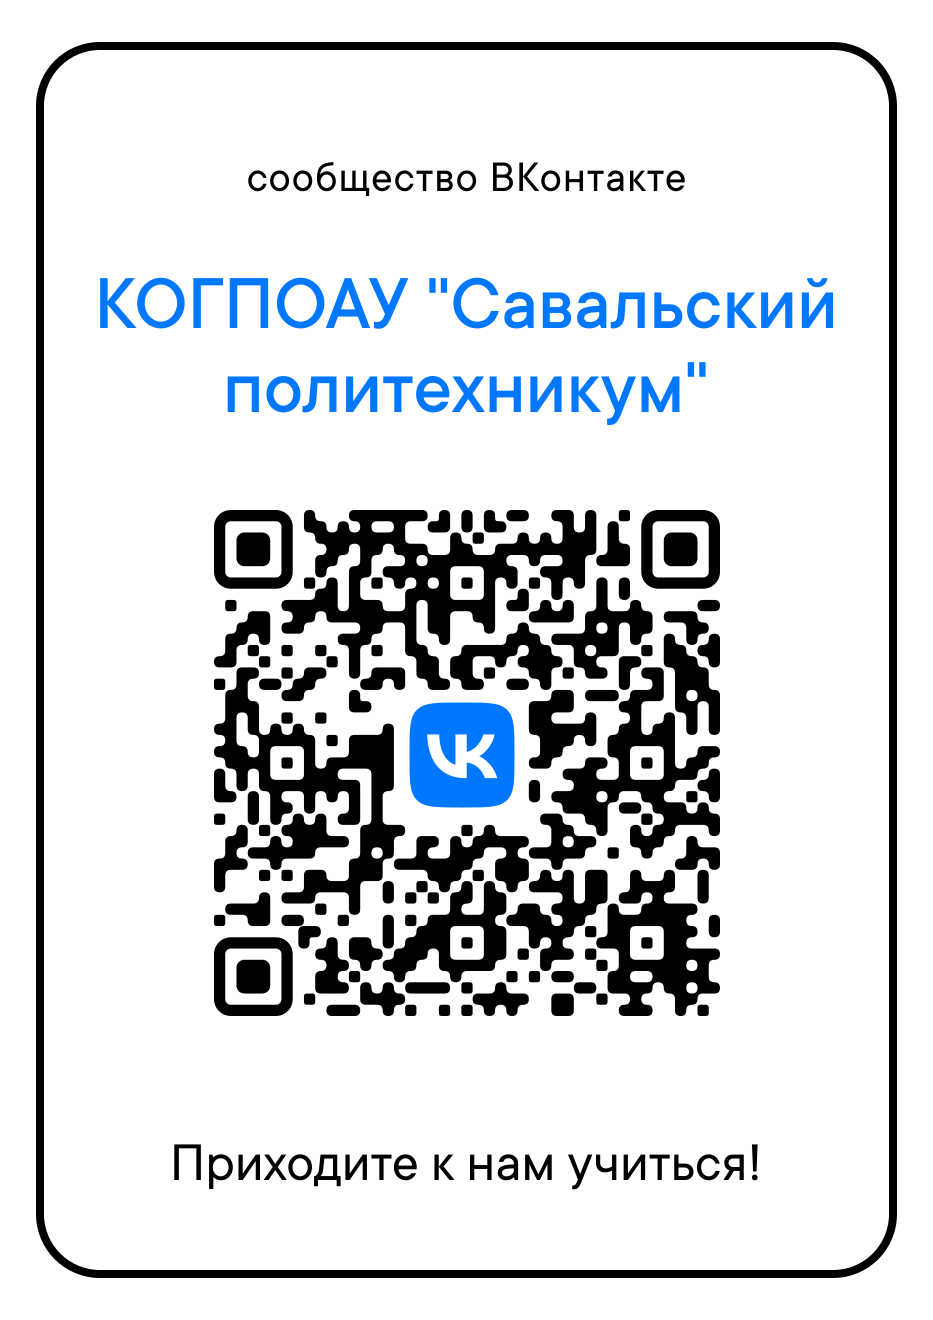 сообщество ВКонтакте
КОГПОАУ "Савальский
политехникум"
Приходите к нам учиться!